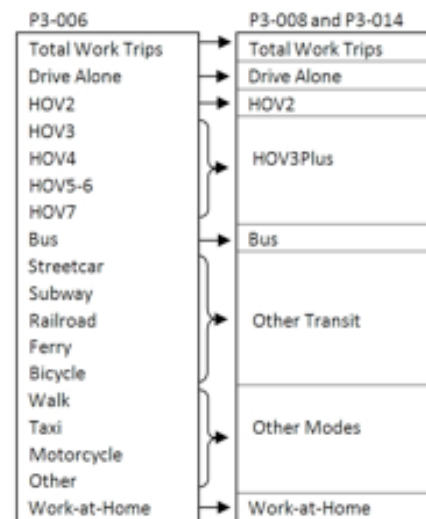 P3-006
Total Work Trips
Drive Alone
HOV2
HOV3
HOV4
HOV5-6
HOV7
Bus
Streetcar
Subway
Railroad
Ferry
Bicycle
Walk
Taxi
Motorcycle
Other
Work-at-Home
P3-008 and P3-014
Total Work Trips
Drive Alone
HOV2
HOV3Plus
Bus
Other Transit
Other Modes
Work-at-Home